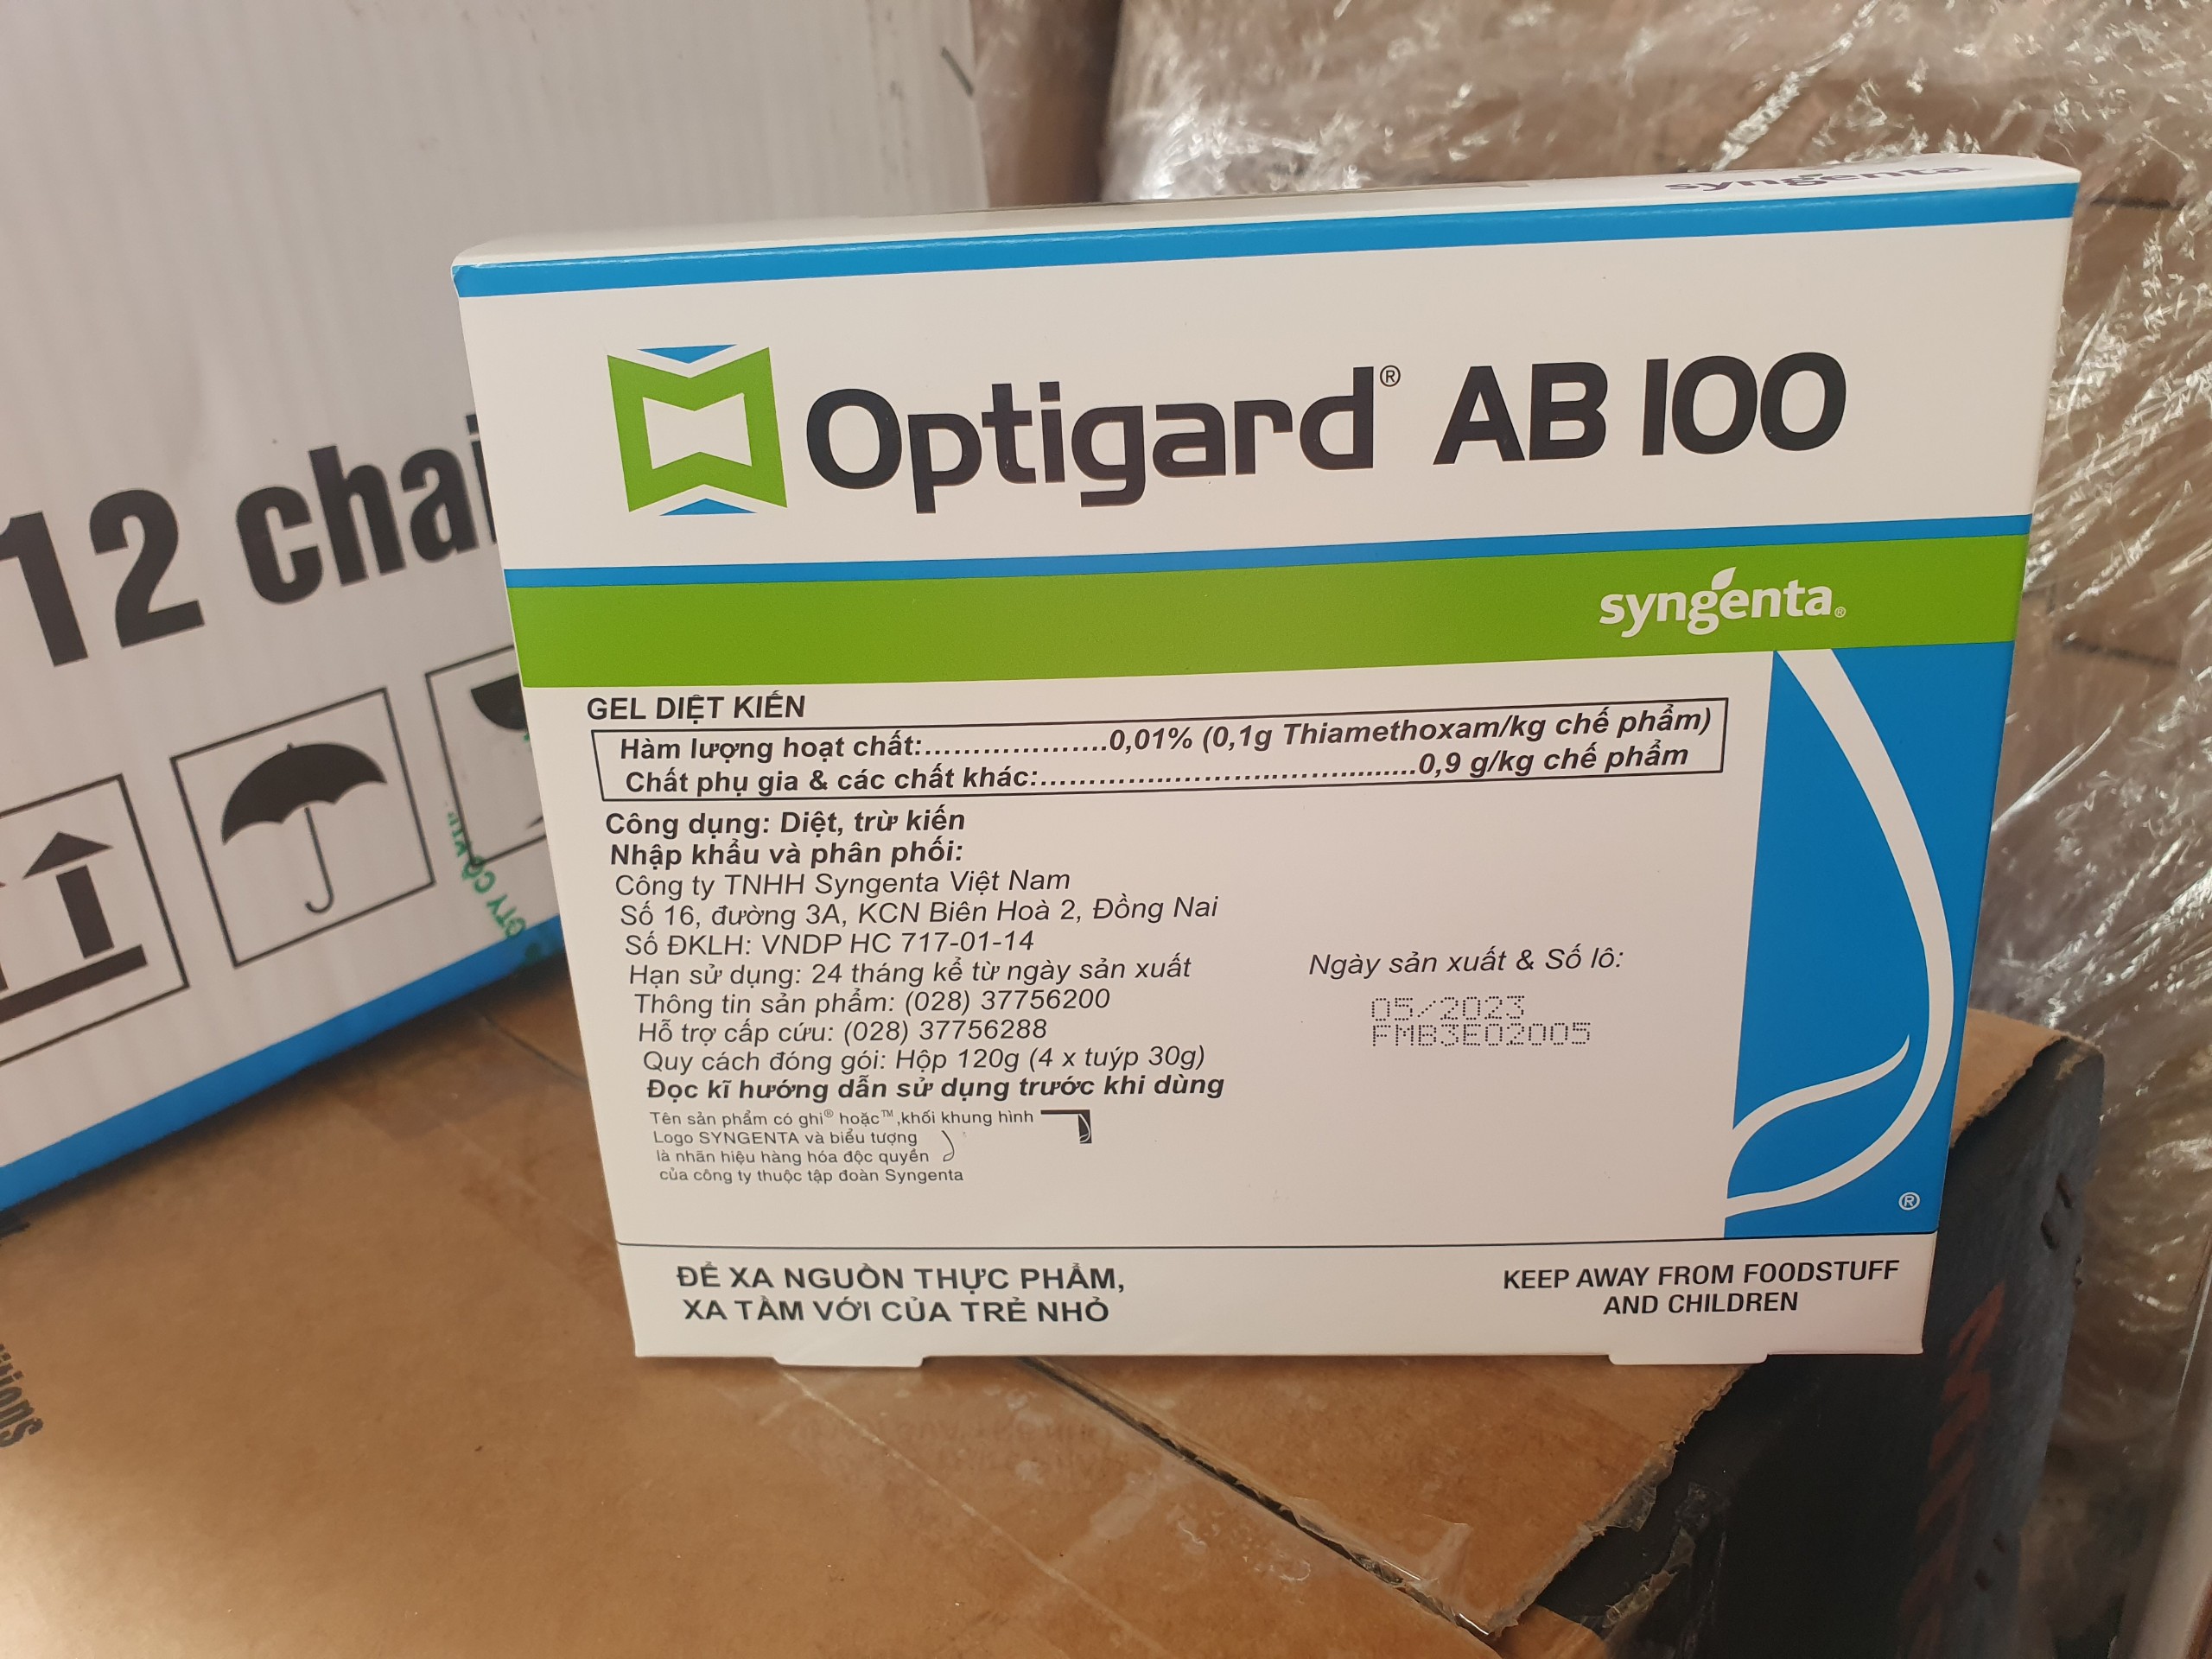 syngenta
Optigard® AB 100
syngenta®
12 chai
GEL DIỆT KIẾN
Hàm lượng hoạt chất:...................0,01% (0,1g Thiamethoxam/kg chế phẩm)
Chất phụ gia & các chất khác:.......................................0,9 g/kg chế phẩm
Công dụng: Diệt, trừ kiến
Nhập khẩu và phân phối:
Công ty TNHH Syngenta Việt Nam
Số 16, đường 3A, KCN Biên Hoà 2, Đồng Nai
Số ĐKLH: VNDP HC 717-01-14
Hạn sử dụng: 24 tháng kể từ ngày sản xuất
Thông tin sản phẩm: (028) 37756200
Hỗ trợ cấp cứu: (028) 37756288
Quy cách đóng gói: Hộp 120g (4 x tuýp 30g)
Đọc kĩ hướng dẫn sử dụng trước khi dùng
Tên sản phẩm có ghi® hoặc™,khối khung hình
Logo SYNGENTA và biểu tượng
là nhãn hiệu hàng hóa độc quyền
của công ty thuộc tập đoàn Syngenta
Ngày sản xuất & Số lô:
05/2023
FMB3E02005
®
ĐỂ XA NGUỒN THỰC PHẨM,
XA TẦM VỚI CỦA TRẺ NHỎ
KEEP AWAY FROM FOODSTUFF
AND CHILDREN